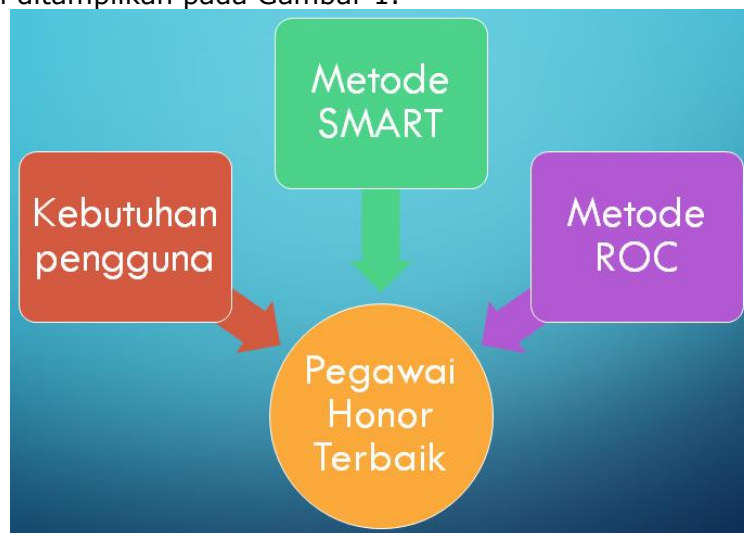 ditampilkan pada Gambar 1.
Metode
SMART
Kebutuhan
pengguna
Metode
ROC
Pegawai
Honor
Terbaik